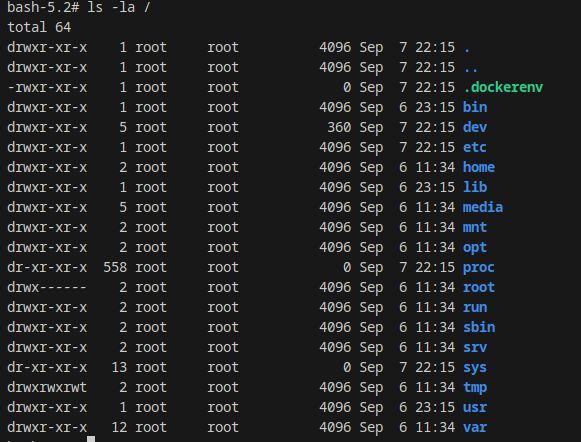 bash-5.2# ls -la /
total 64
drwxr-xr-x    1 root     root          4096 Sep  7 22:15 .
drwxr-xr-x    1 root     root          4096 Sep  7 22:15 ..
-rwxr-xr-x    1 root     root             0 Sep  7 22:15 .dockerenv
drwxr-xr-x    1 root     root          4096 Sep  6 23:15 bin
drwxr-xr-x    5 root     root           360 Sep  7 22:15 dev
drwxr-xr-x    1 root     root          4096 Sep  7 22:15 etc
drwxr-xr-x    2 root     root          4096 Sep  6 11:34 home
drwxr-xr-x    1 root     root          4096 Sep  6 23:15 lib
drwxr-xr-x    5 root     root          4096 Sep  6 11:34 media
drwxr-xr-x    2 root     root          4096 Sep  6 11:34 mnt
drwxr-xr-x    2 root     root          4096 Sep  6 11:34 opt
dr-xr-xr-x  558 root     root             0 Sep  7 22:15 proc
drwx------    2 root     root          4096 Sep  6 11:34 root
drwxr-xr-x    2 root     root          4096 Sep  6 11:34 run
drwxr-xr-x    2 root     root          4096 Sep  6 11:34 sbin
drwxr-xr-x    2 root     root          4096 Sep  6 11:34 srv
dr-xr-xr-x   13 root     root             0 Sep  7 22:15 sys
drwxrwxrwt    2 root     root          4096 Sep  6 11:34 tmp
drwxr-xr-x    1 root     root          4096 Sep  6 23:15 usr
drwxr-xr-x   12 root     root          4096 Sep  6 11:34 var